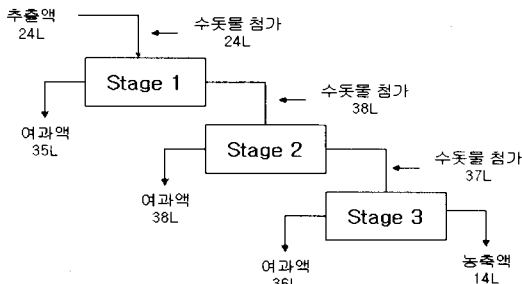 추출액
24L
수돗물 첨가
24L
Stage 1
여과액
35L
수돗물 첨가
38L
Stage 2
여과액
38L
수돗물 첨가
37L
Stage 3
여과액
36L
농축액
14L